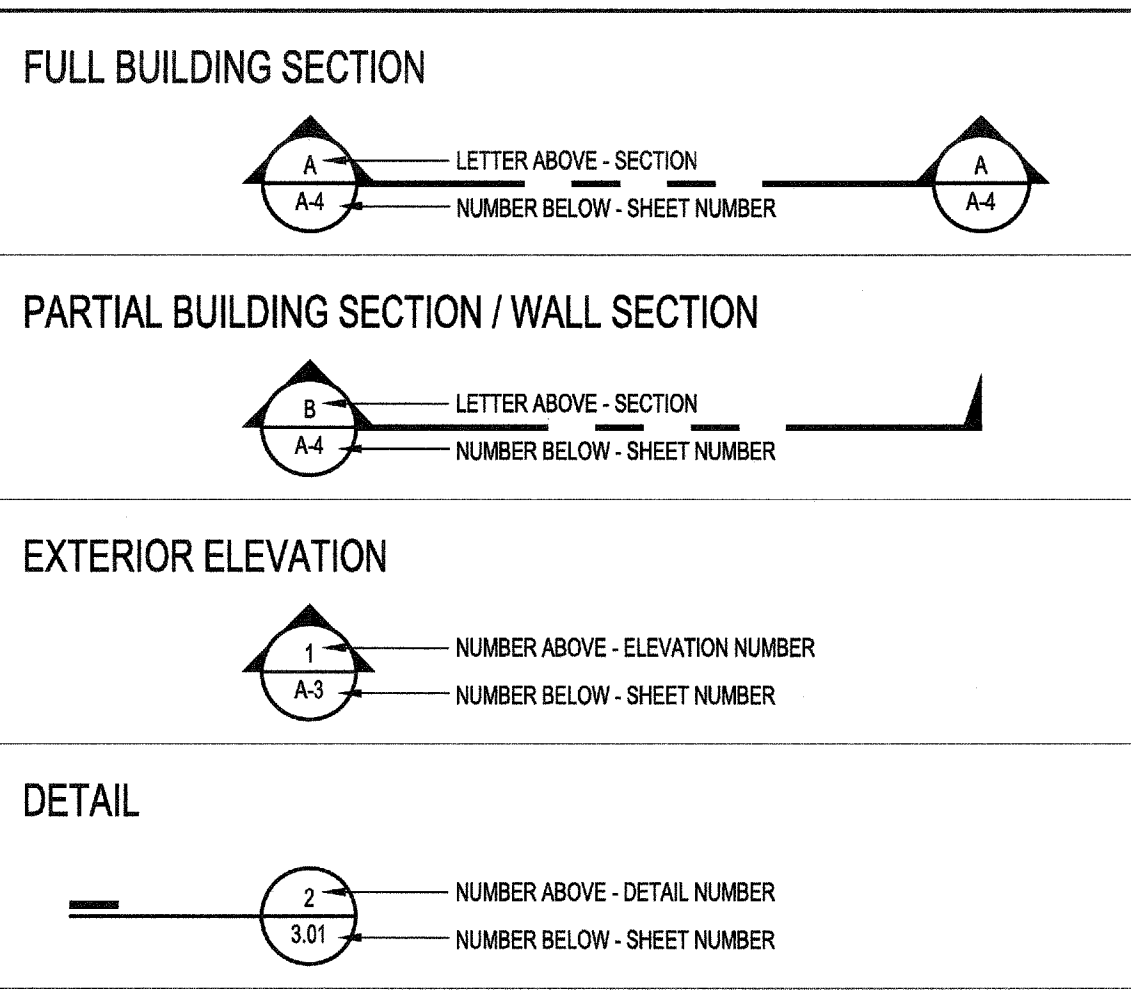 FULL BUILDING SECTION
A
LETTER ABOVE - SECTION
A
A-4
NUMBER BELOW - SHEET NUMBER
A-4
PARTIAL BUILDING SECTION / WALL SECTION
B
LETTER ABOVE - SECTION
A-4
NUMBER BELOW - SHEET NUMBER
EXTERIOR ELEVATION
1
NUMBER ABOVE - ELEVATION NUMBER
A-3
NUMBER BELOW - SHEET NUMBER
DETAIL
2
NUMBER ABOVE - DETAIL NUMBER
3.01
NUMBER BELOW - SHEET NUMBER